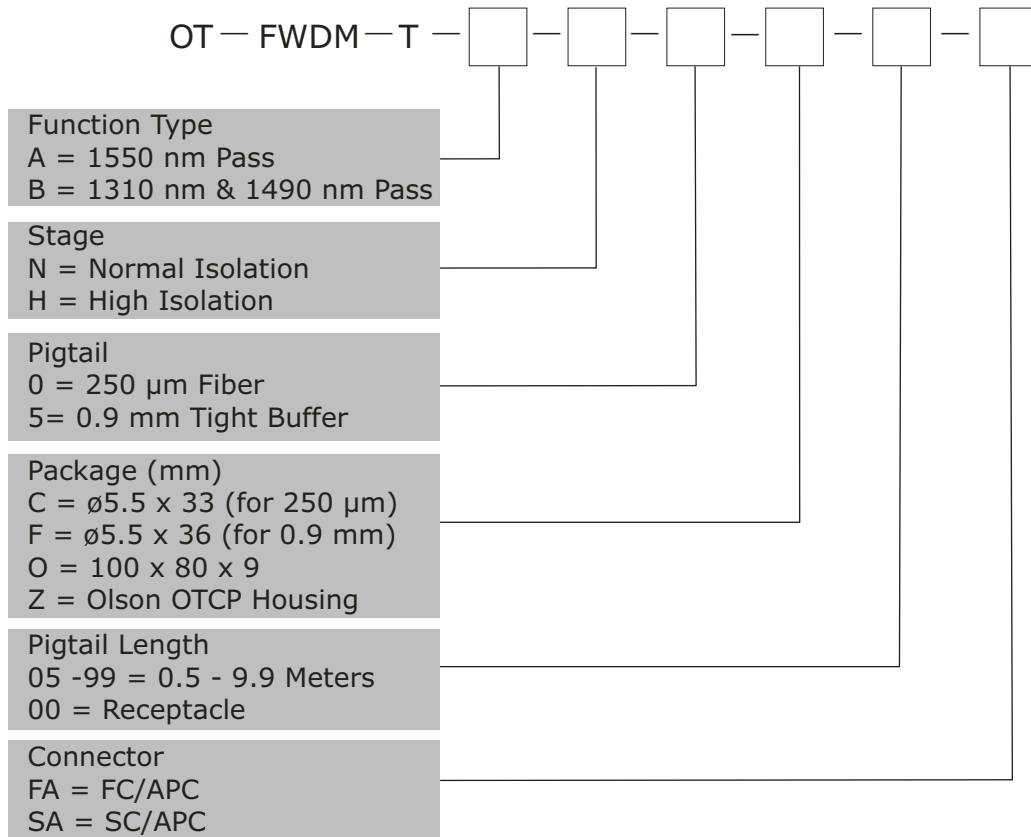 OT — FWDM — T — — — — — —
Function Type
A = 1550 nm Pass
B = 1310 nm & 1490 nm Pass
Stage
N = Normal Isolation
H = High Isolation
Pigtail
0 = 250 µm Fiber
5= 0.9 mm Tight Buffer
Package (mm)
C = ø5.5 x 33 (for 250 µm)
F = ø5.5 x 36 (for 0.9 mm)
O = 100 x 80 x 9
Z = Olson OTCP Housing
Pigtail Length
05 -99 = 0.5 - 9.9 Meters
00 = Receptacle
Connector
FA = FC/APC
SA = SC/APC